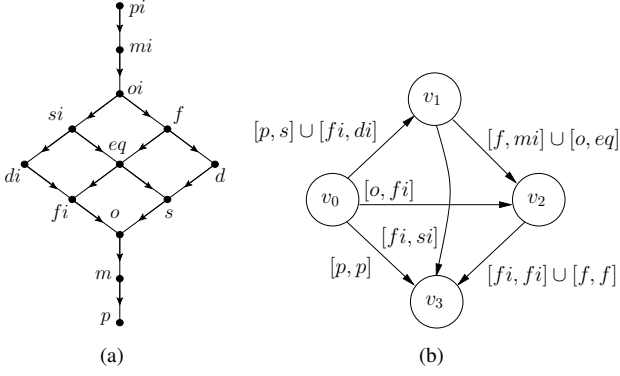 pi
mi
oi
si
f
eq
di
d
fi
o
s
m
p
(a)
v1
[p, s] ∪ [fi, di]
[f, mi] ∪ [o, eq]
v0
[o, fi]
v2
[fi, si]
[p, p]
[fi, fi] ∪ [f, f]
v3
(b)